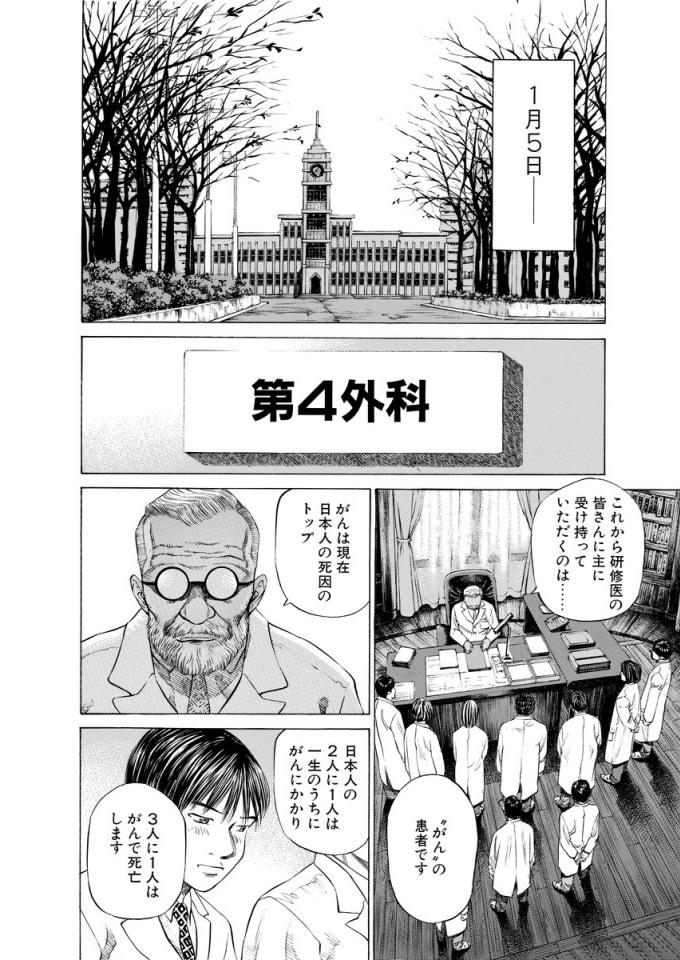 1月5日──
第4外科
これから研修医の
皆さんに主に
受け持って
いただくのは……
〝がん〟の
患者です
がんは現在
日本人の死因の
トップ
日本人の
2人に1人は
一生のうちに
がんにかかり
3人に1人は
がんで死亡
します